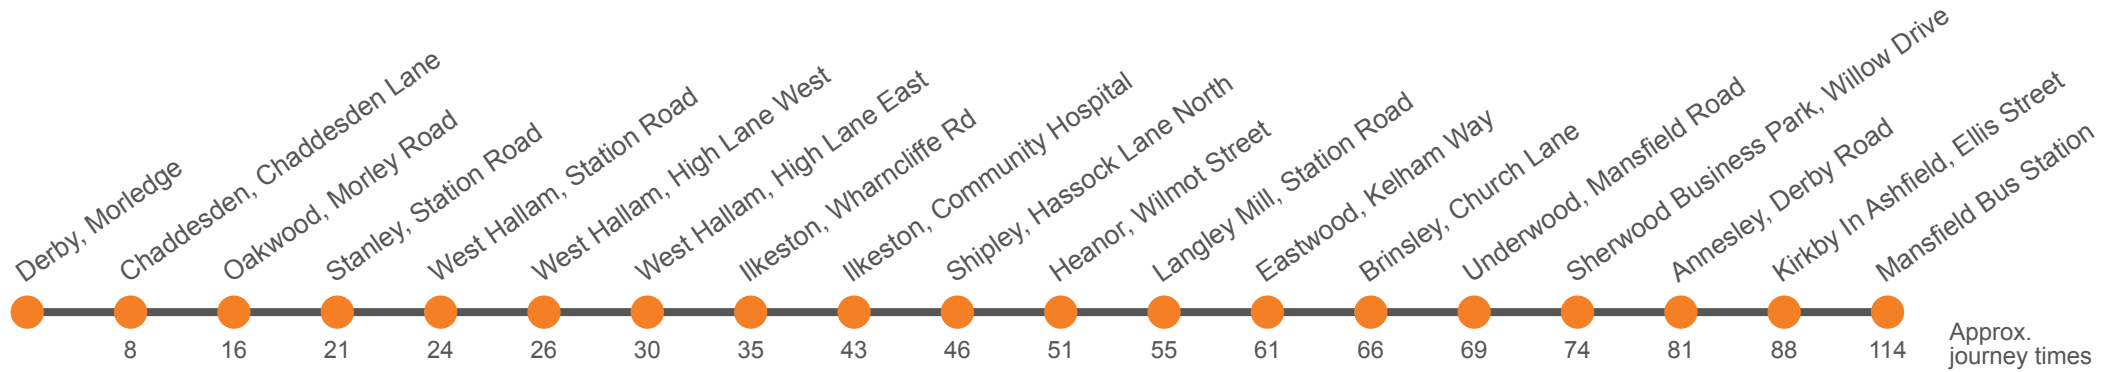 Derby, Morledge
Chaddesden, Chaddesden Lane
Oakwood, Morley Road
Stanley, Station Road
West Hallam, Station Road
West Hallam, High Lane West
West Hallam, High Lane East
Ilkeston, Wharncliffe Rd
Ilkeston, Community Hospital
Shipley, Hassock Lane North
Heanor, Wilmot Street
Langley Mill, Station Road
Eastwood, Kelham Way
Brinsley, Church Lane
Underwood, Mansfield Road
Sherwood Business Park, Willow Drive
Annesley, Derby Road
Kirkby In Ashfield, Ellis Street
Mansfield Bus Station
8 16 21 24 26 30 35 43 46 51 55 61 66 69 74 81 88 114
Approx.
journey times